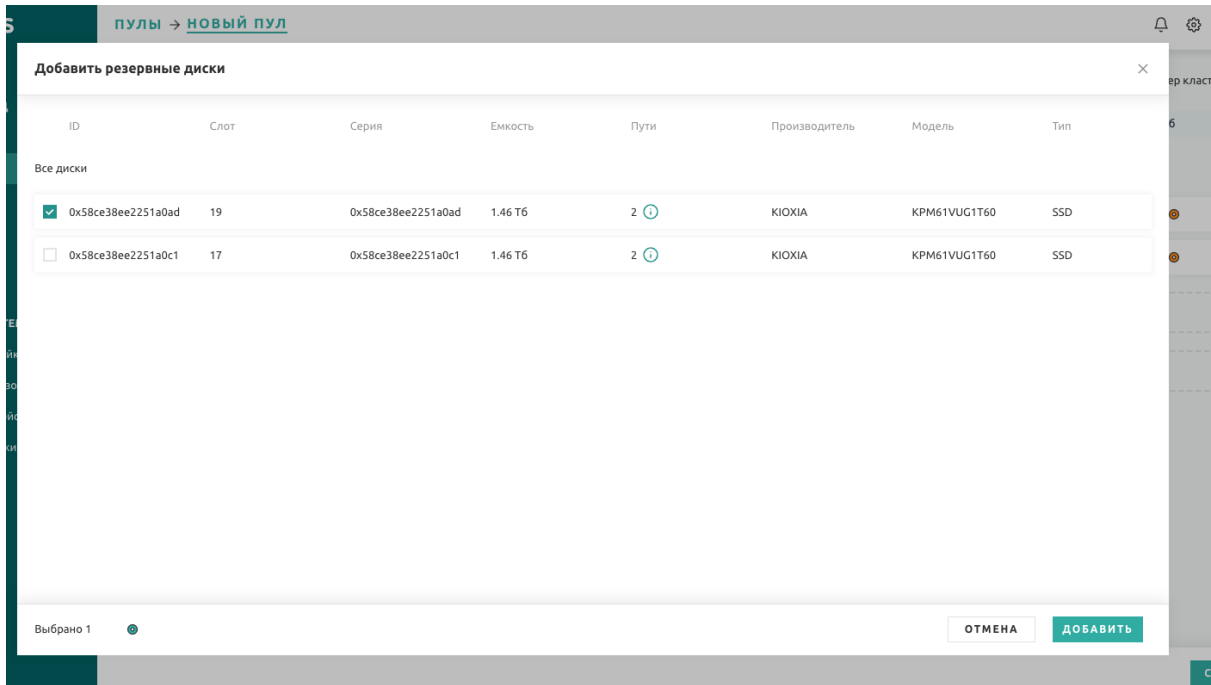 S ПУЛЫ → НОВЫЙ ПУЛ
Добавить резервные диски
ID Слот Серия Емкость Пути Производитель Модель Тип
Все диски
0x58ce38ee2251a0ad 19 0x58ce38ee2251a0ad 1.46 Тб 2 KIOXIA KPM61VUG1T60 SSD
0x58ce38ee2251a0c1 17 0x58ce38ee2251a0c1 1.46 Тб 2 KIOXIA KPM61VUG1T60 SSD
Выбрано 1 ОТМЕНА ДОБАВИТЬ